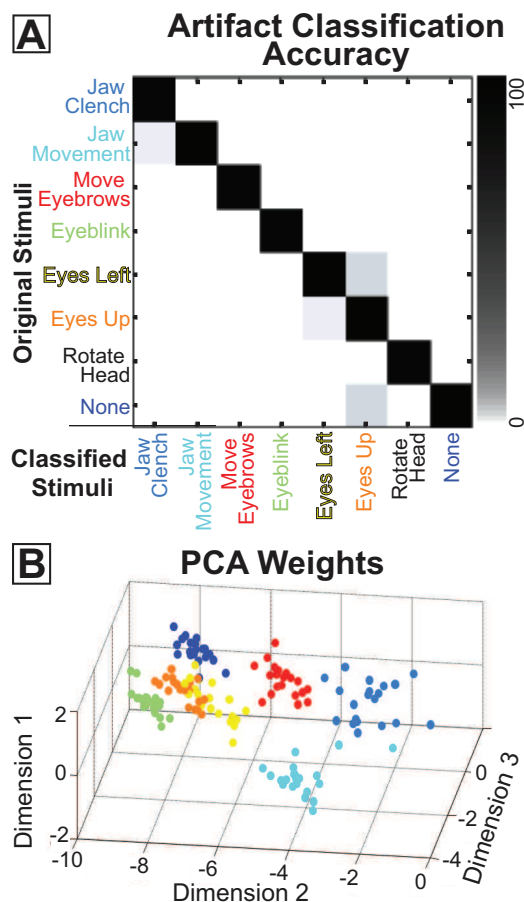 A
Artifact Classification
Accuracy
Original Stimuli
Jaw
Clench
Jaw
Movement
Move
Eyebrows
Eyeblink
Eyes Left
Eyes Up
Rotate
Head
None
100
0
Classified
Stimuli
Jaw
Clench
Jaw
Movement
Move
Eyebrows
Eyeblink
Eyes Left
Eyes Up
Rotate
Head
None
B
PCA Weights
Dimension 1
2
0
-2
-10
-8
-6
-4
-2
0
Dimension 2
0
-2
-4
Dimension 3